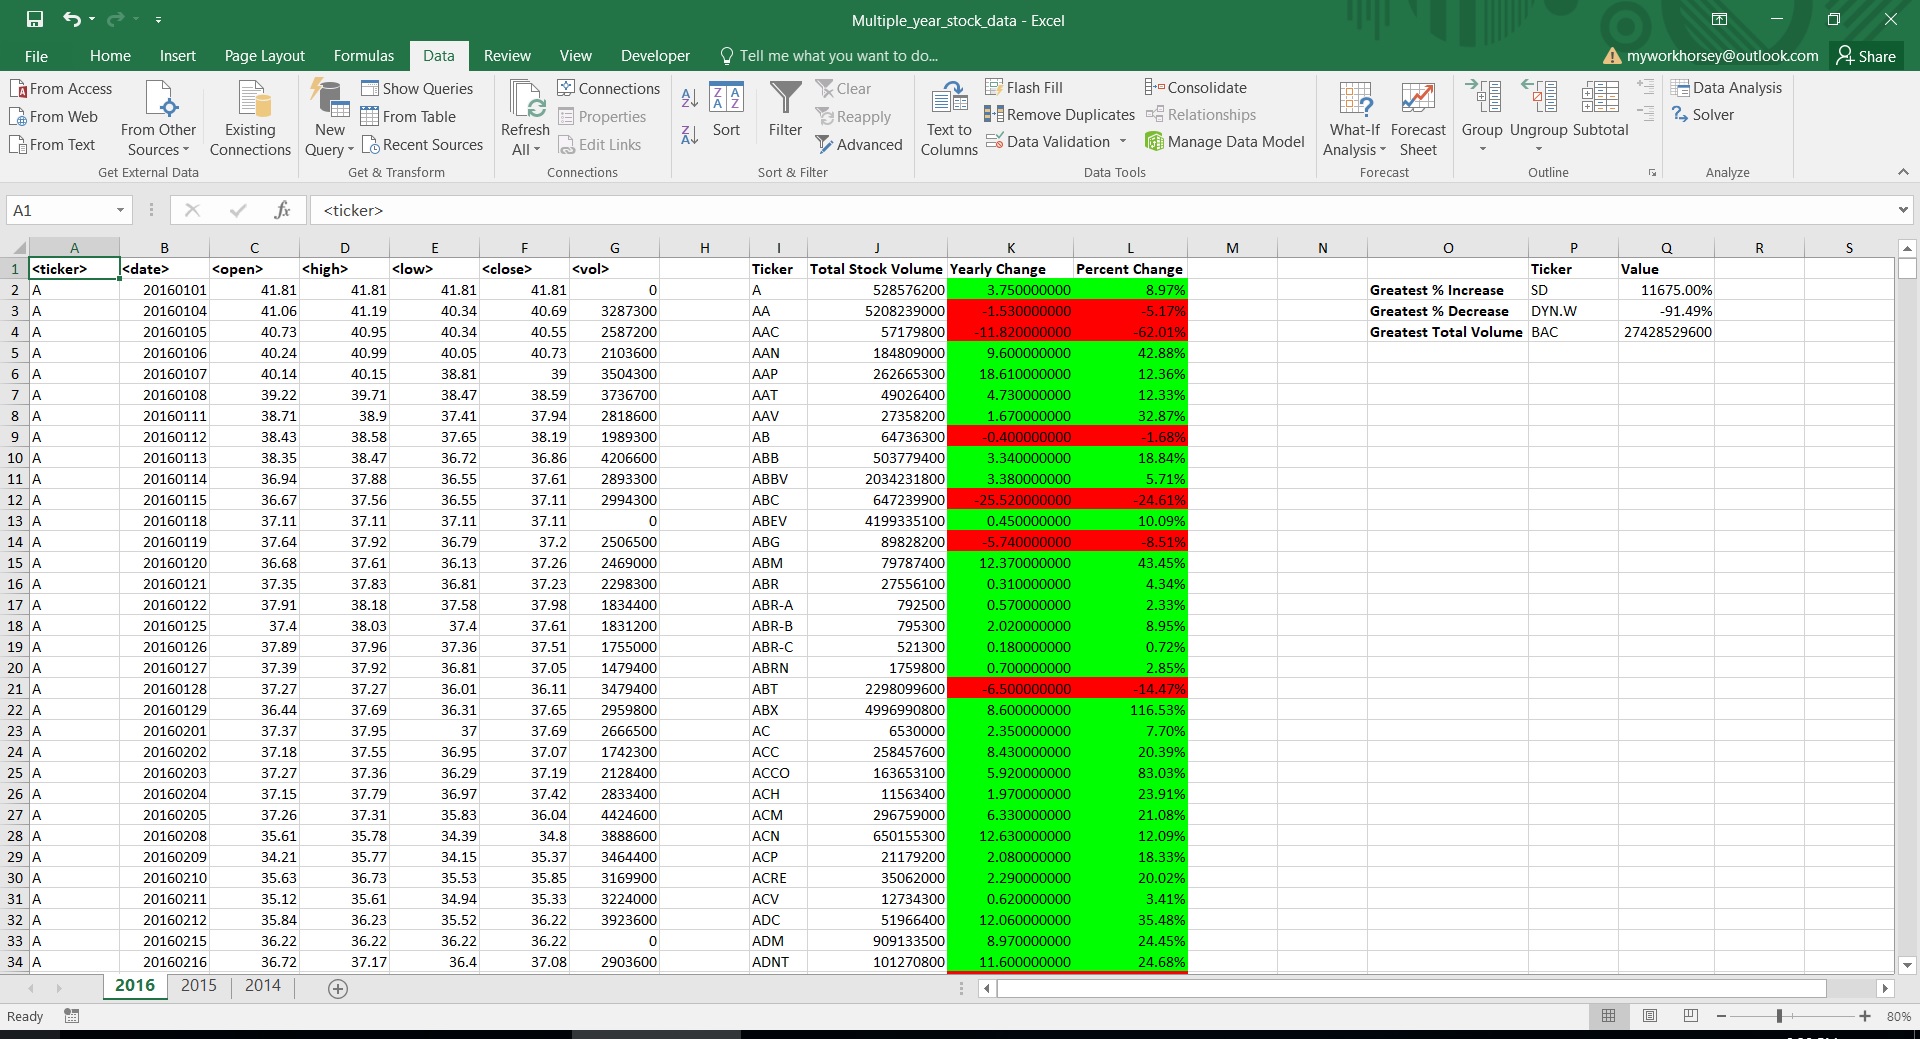 Multiple_year_stock_data - Excel
File Home Insert Page Layout Formulas Data Review View Developer Tell me what you want to do... myworkhorsey@outlook.com Share
From Access
From Web
From Text
From Other Sources
Existing Connections
Get External Data
New Query
Show Queries
From Table
Recent Sources
Get & Transform
Refresh All
Connections
Properties
Edit Links
Connections
Sort
Filter
Clear
Reapply
Advanced
Sort & Filter
Text to Columns
Flash Fill
Remove Duplicates
Data Validation
Consolidate
Relationships
Manage Data Model
Data Tools
What-If Analysis
Forecast Sheet
Forecast
Group
Ungroup
Subtotal
Outline
Data Analysis
Solver
Analyze
A1 fx <ticker>
A B C D E F G H I J K L M N O P Q R S
1 <ticker> <date> <open> <high> <low> <close> <vol> Ticker Total Stock Volume Yearly Change Percent Change Ticker Value
2 A 20160101 41.81 41.81 41.81 41.81 0 A 528576200 3.750000000 8.97% Greatest % Increase SD 11675.00%
3 A 20160104 41.06 41.19 40.34 40.69 3287300 AA 5208239000 -1.530000000 -5.17% Greatest % Decrease DYN.W -91.49%
4 A 20160105 40.73 40.95 40.34 40.55 2587200 AAC 57179800 -11.820000000 -62.01% Greatest Total Volume BAC 27428529600
5 A 20160106 40.24 40.99 40.05 40.73 2103600 AAN 184809000 9.600000000 42.88%
6 A 20160107 40.14 40.15 38.81 39 3504300 AAP 262665300 18.610000000 12.36%
7 A 20160108 39.22 39.71 38.47 38.59 3736700 AAT 49026400 4.730000000 12.33%
8 A 20160111 38.71 38.9 37.41 37.94 2818600 AAV 27358200 1.670000000 32.87%
9 A 20160112 38.43 38.58 37.65 38.19 1989300 AB 64736300 -0.400000000 -1.68%
10 A 20160113 38.35 38.47 36.72 36.86 4206600 ABB 503779400 3.340000000 18.84%
11 A 20160114 36.94 37.88 36.55 37.61 2893300 ABBV 2034231800 3.380000000 5.71%
12 A 20160115 36.67 37.56 36.55 37.11 2994300 ABC 647239900 -25.520000000 -24.61%
13 A 20160118 37.11 37.11 37.11 37.11 0 ABEV 4199335100 0.450000000 10.09%
14 A 20160119 37.64 37.92 36.79 37.2 2506500 ABG 89828200 -5.740000000 -8.51%
15 A 20160120 36.68 37.61 36.13 37.26 2469000 ABM 79787400 12.370000000 43.45%
16 A 20160121 37.35 37.83 36.81 37.23 2298300 ABR 27556100 0.310000000 4.34%
17 A 20160122 37.91 38.18 37.58 37.98 1834400 ABR-A 792500 0.570000000 2.33%
18 A 20160125 37.4 38.03 37.4 37.61 1831200 ABR-B 795300 2.020000000 8.95%
19 A 20160126 37.89 37.96 37.36 37.51 1755000 ABR-C 521300 0.180000000 0.72%
20 A 20160127 37.39 37.92 36.81 37.05 1479400 ABRN 1759800 0.700000000 2.85%
21 A 20160128 37.27 37.27 36.01 36.11 3479400 ABT 2298099600 -6.500000000 -14.47%
22 A 20160129 36.44 37.69 36.31 37.65 2959800 ABX 4996990800 8.600000000 116.53%
23 A 20160201 37.37 37.95 37 37.69 2666500 AC 6530000 2.350000000 7.70%
24 A 20160202 37.18 37.55 36.95 37.07 1742300 ACC 258457600 8.430000000 20.39%
25 A 20160203 37.27 37.36 36.29 37.19 2128400 ACCO 163653100 5.920000000 83.03%
26 A 20160204 37.15 37.79 36.97 37.42 2833400 ACH 11563400 1.970000000 23.91%
27 A 20160205 37.26 37.31 35.83 36.04 4424600 ACM 296759000 6.330000000 21.08%
28 A 20160208 35.61 35.78 34.39 34.8 3888600 ACN 650155300 12.630000000 12.09%
29 A 20160209 34.21 35.77 34.15 35.37 3464400 ACP 21179200 2.080000000 18.33%
30 A 20160210 35.63 36.73 35.53 35.85 3169900 ACRE 35062000 2.290000000 20.02%
31 A 20160211 35.12 35.61 34.94 35.33 3224000 ACV 12734300 0.620000000 3.41%
32 A 20160212 35.84 36.23 35.52 36.22 3923600 ADC 51966400 12.060000000 35.48%
33 A 20160215 36.22 36.22 36.22 36.22 0 ADM 909133500 8.970000000 24.45%
34 A 20160216 36.72 37.17 36.4 37.08 2903600 ADNT 101270800 11.600000000 24.68%
2016 2015 2014
Ready 80%